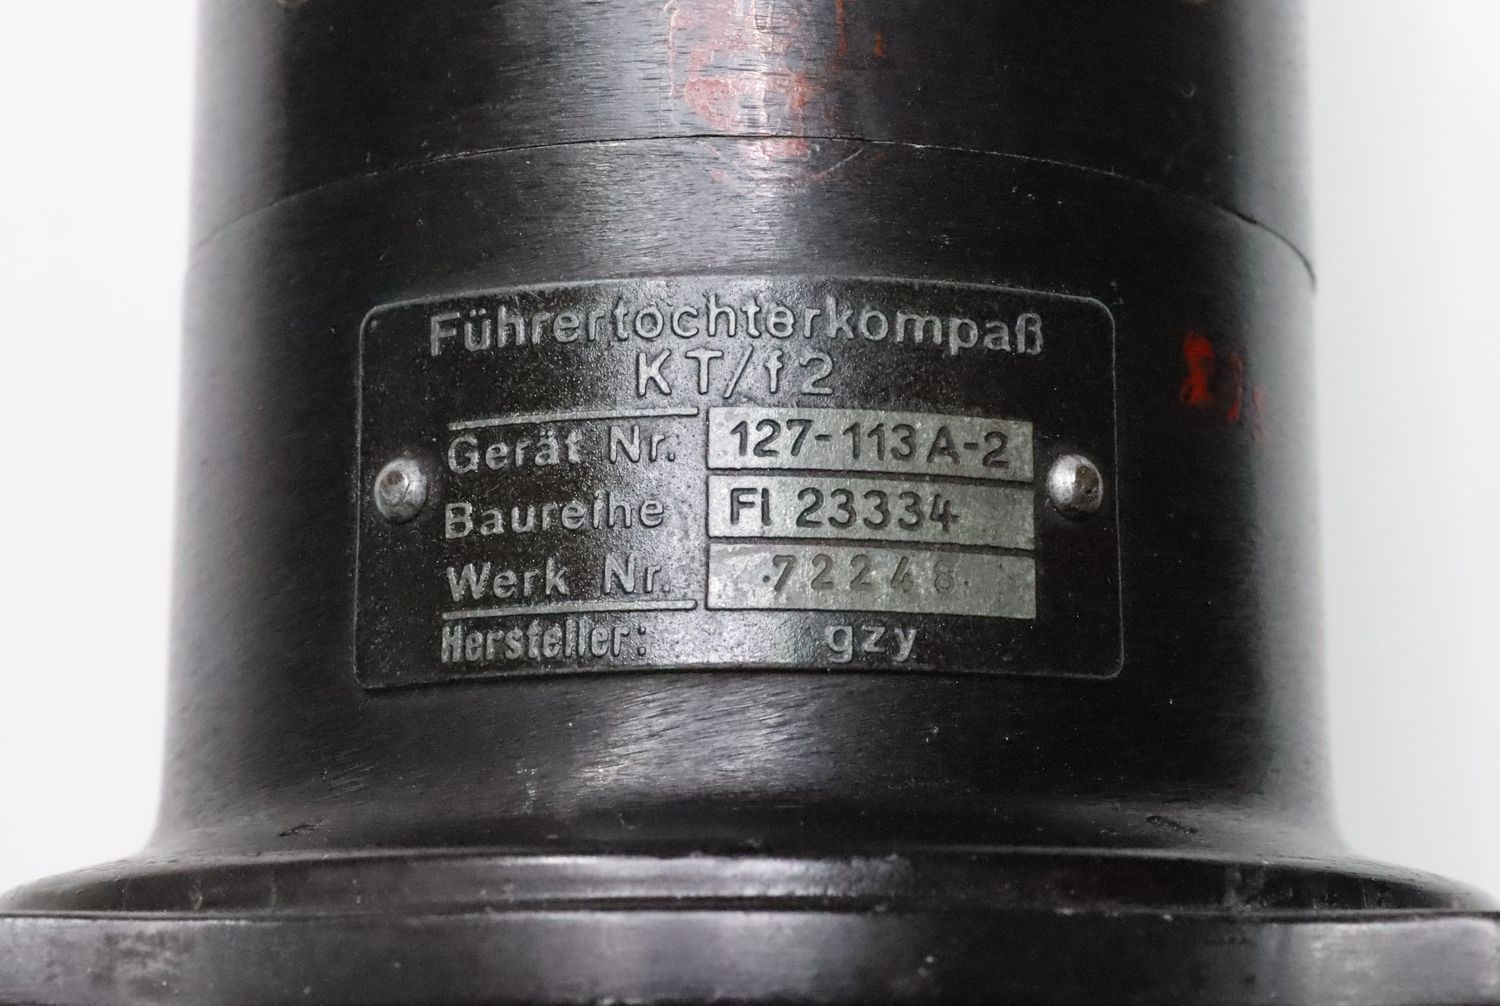 Führertochterkompaß
KT/f2
Gerät Nr. 127-113A-2
Baureihe Fl 23334
Werk Nr. 72248
Hersteller: gzy